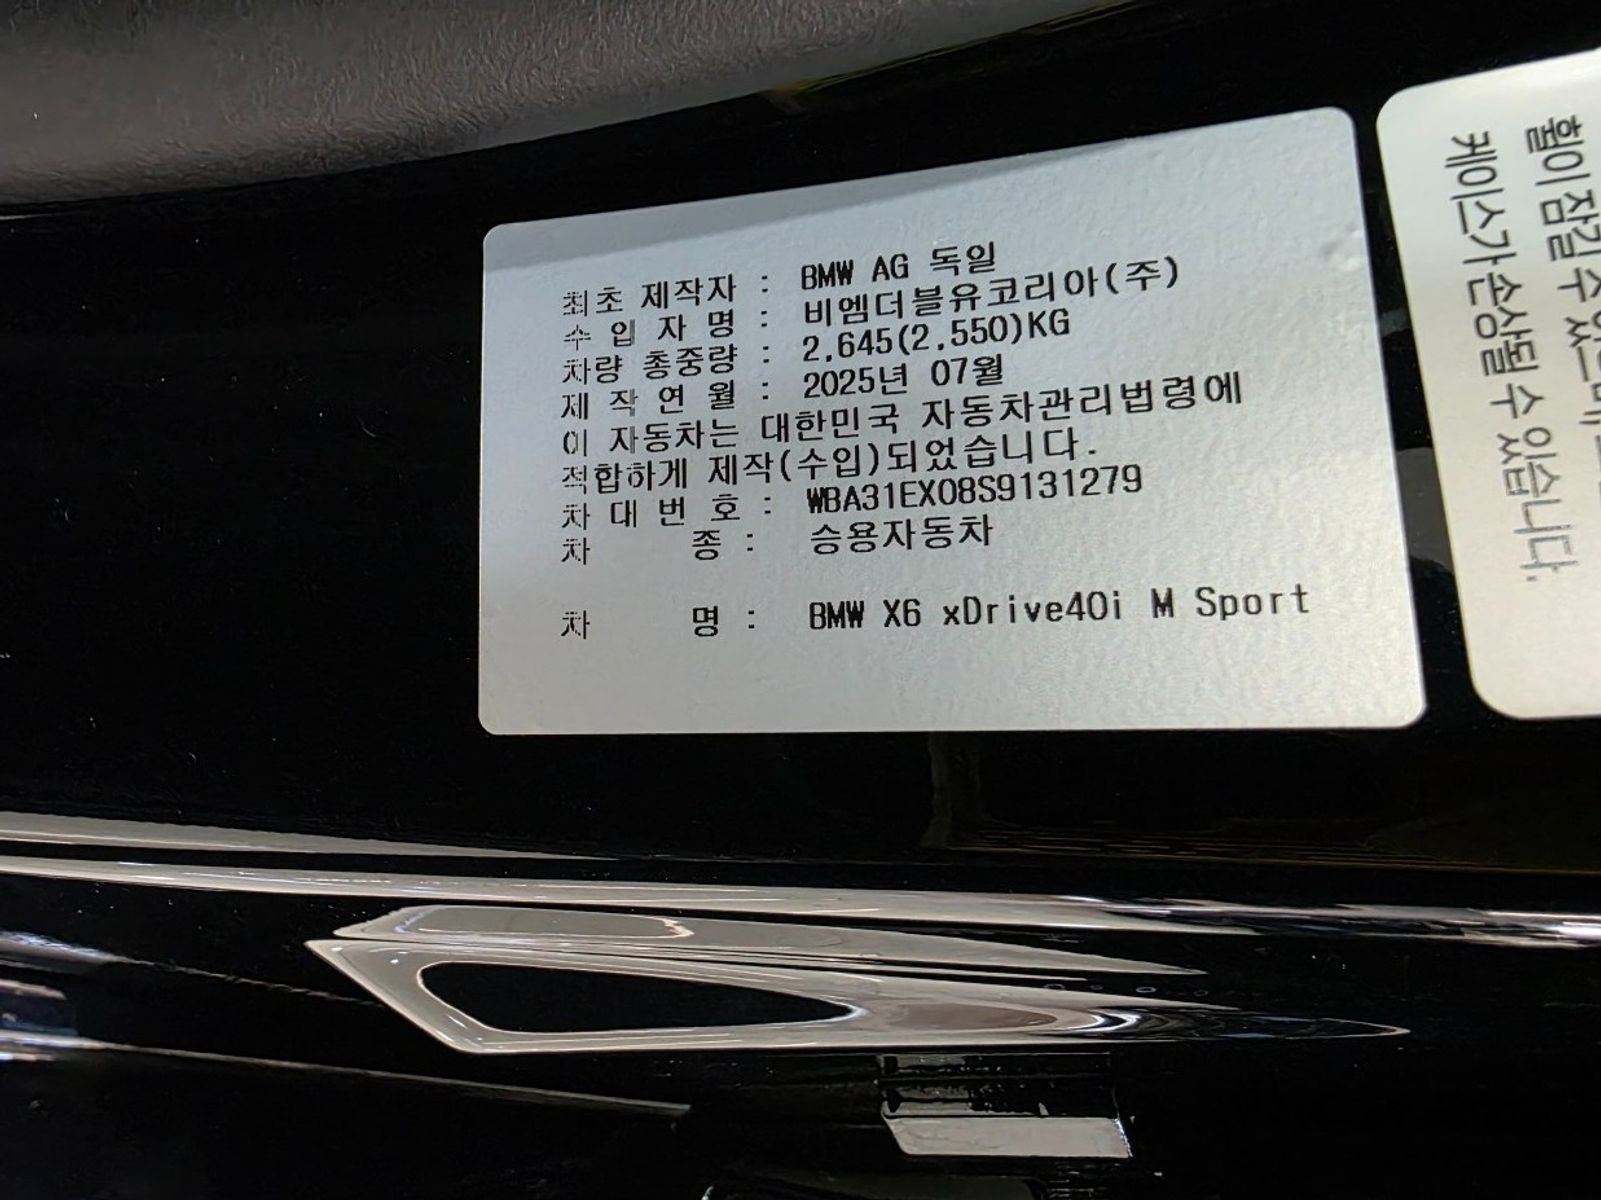 최초 제작자 : BMW AG 독일
수 입 자 명 : 비엠더블유코리아(주)
차량 총중량 : 2,645(2,550)KG
제 작 연 월 : 2025년 07월
이 자동차는 대한민국 자동차관리법령에
적합하게 제작(수입)되었습니다.
차 대 번 호 : WBA31EX08S9131279
차 종 : 승용자동차
차 명 : BMW X6 xDrive40i M Sport
휠이 잠길 수
케이스가 손상될 수 있습니다.